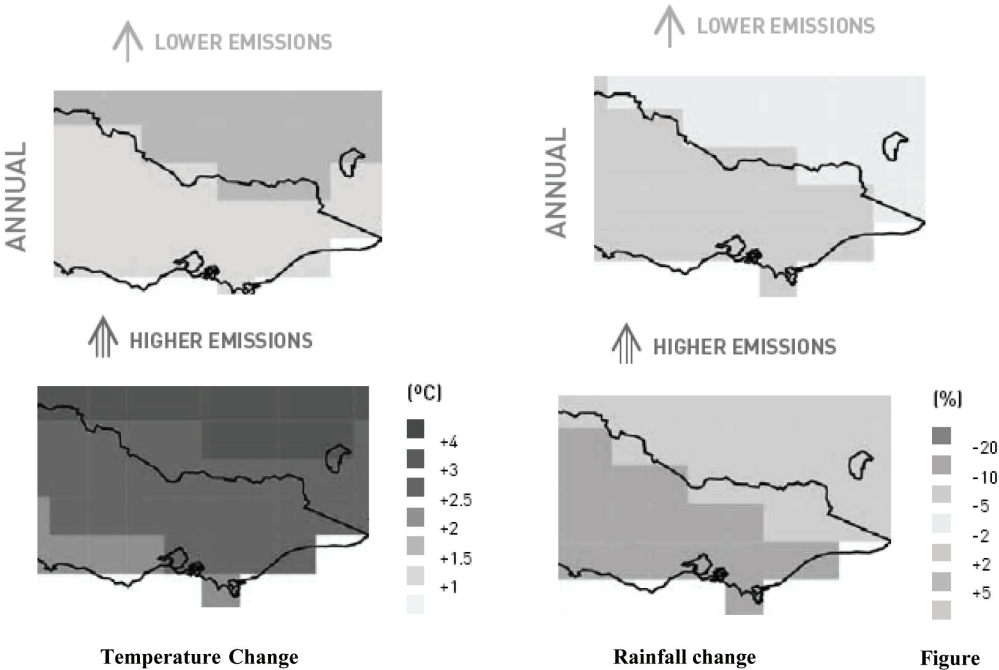 LOWER EMISSIONS
LOWER EMISSIONS
ANNUAL
ANNUAL
HIGHER EMISSIONS
HIGHER EMISSIONS
(ºC)
+4
+3
+2.5
+2
+1.5
+1
(%)
-20
-10
-5
-2
+2
+5
Temperature Change
Rainfall change
Figure